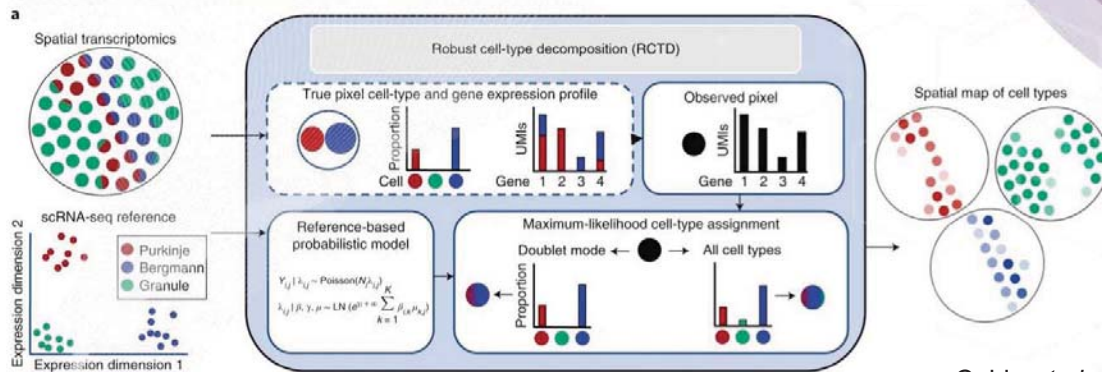 a
Spatial transcriptomics
scRNA-seq reference
Expression dimension 2
Purkinje
Bergmann
Granule
Expression dimension 1
Robust cell-type decomposition (RCTD)
True pixel cell-type and gene expression profile
Proportion
Cell
UMIs
Gene 1 2 3 4
Observed pixel
UMIs
Gene 1 2 3 4
Reference-based
probabilistic model
K
k = 1
Maximum-likelihood cell-type assignment
Doublet mode
All cell types
Proportion
Spatial map of cell types